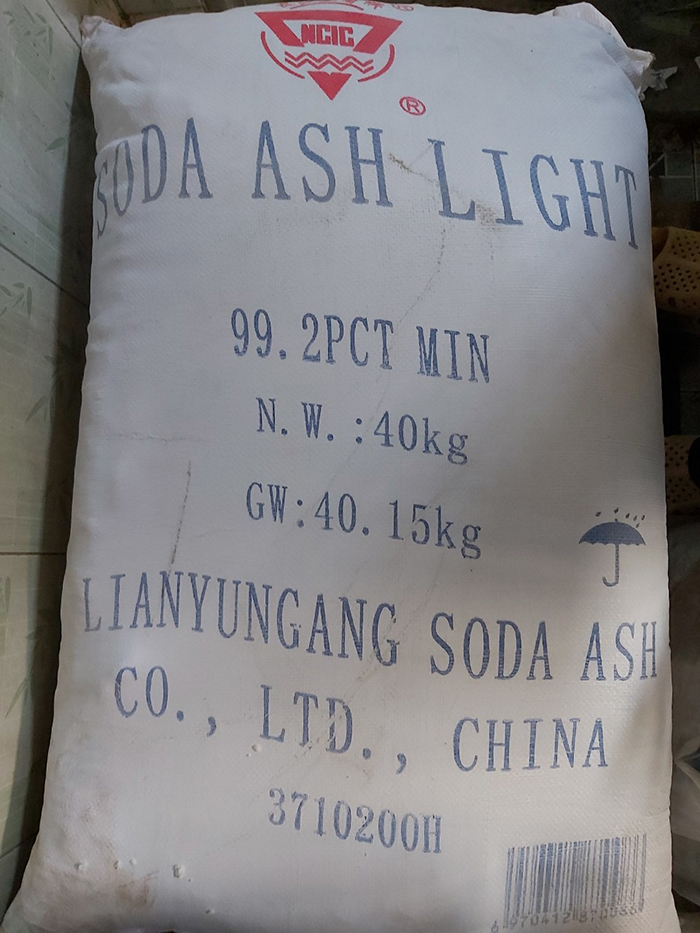 NCIC
®
SODA ASH LIGHT
99.2PCT MIN
N.W.:40kg
GW:40.15kg
LIANYUNGANG SODA ASH
CO., LTD., CHINA
3710200H